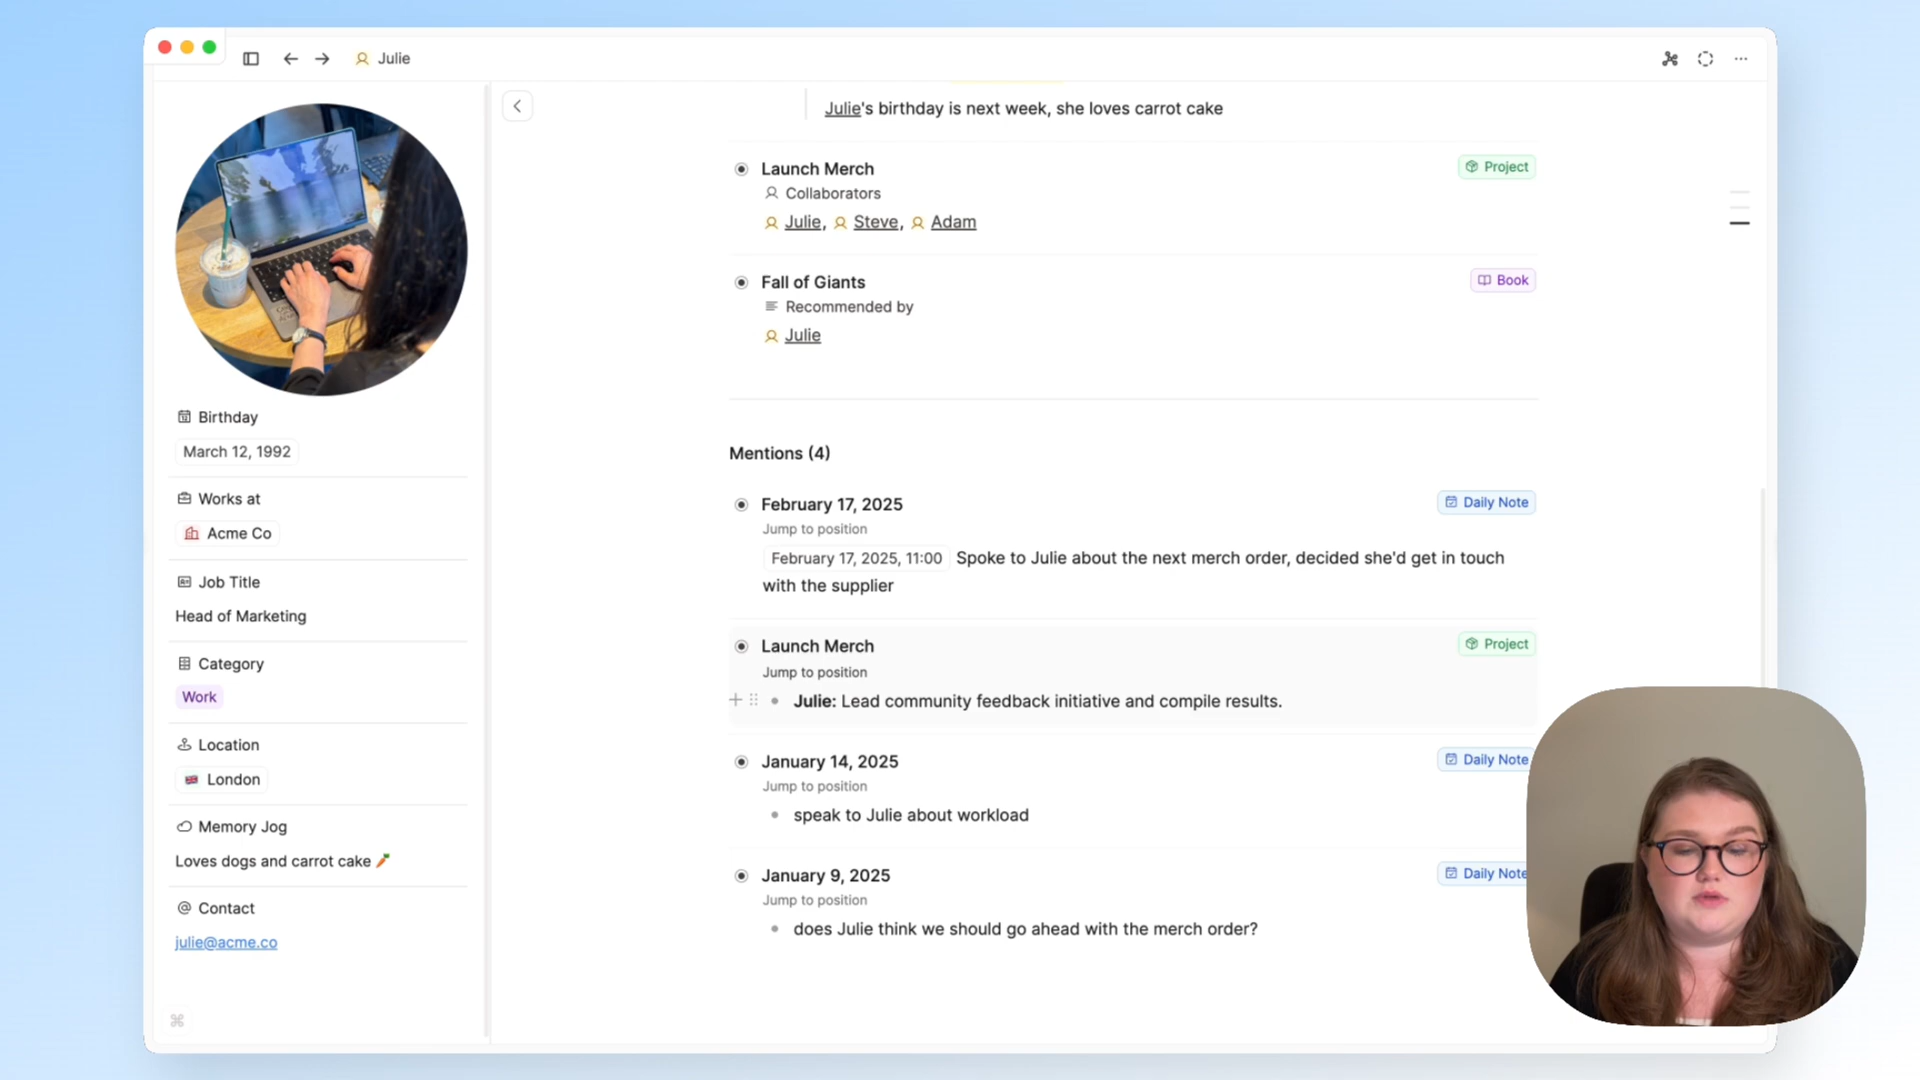 Julie
Birthday
March 12, 1992
Works at
Acme Co
Job Title
Head of Marketing
Category
Work
Location
London
Memory Jog
Loves dogs and carrot cake 🥕
Contact
julie@acme.co
Julie's birthday is next week, she loves carrot cake
Launch Merch
Project
Collaborators
Julie, Steve, Adam
Fall of Giants
Book
Recommended by
Julie
Mentions (4)
February 17, 2025
Daily Note
Jump to position
February 17, 2025, 11:00 Spoke to Julie about the next merch order, decided she'd get in touch
with the supplier
Launch Merch
Project
Jump to position
Julie: Lead community feedback initiative and compile results.
January 14, 2025
Daily Note
Jump to position
speak to Julie about workload
January 9, 2025
Daily Note
Jump to position
does Julie think we should go ahead with the merch order?